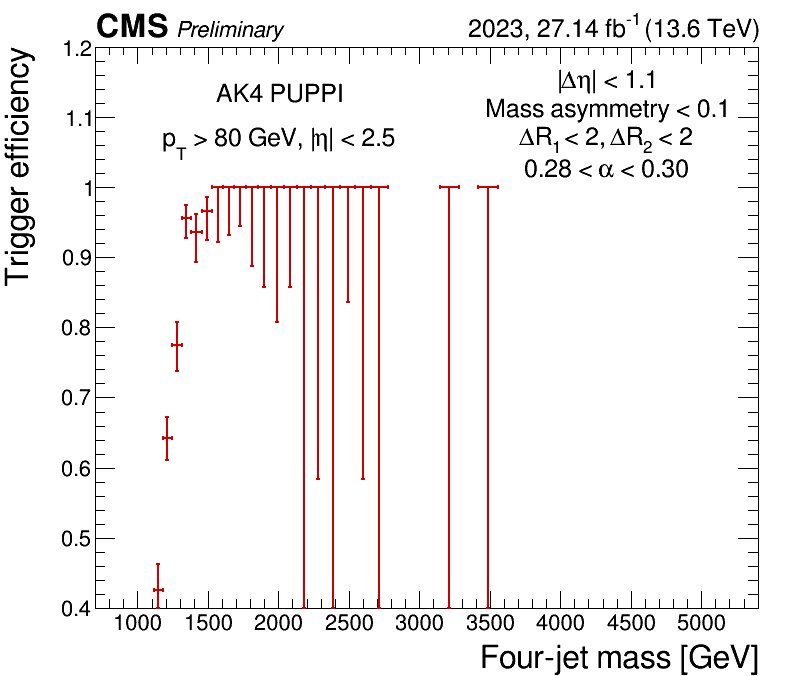 CMS Preliminary 2023, 27.14 fb⁻¹ (13.6 TeV)
Trigger efficiency
1.2
1.1
1
0.9
0.8
0.7
0.6
0.5
0.4
AK4 PUPPI
p_T > 80 GeV, |η| < 2.5
|Δη| < 1.1
Mass asymmetry < 0.1
ΔR₁ < 2, ΔR₂ < 2
0.28 < α < 0.30
1000 1500 2000 2500 3000 3500 4000 4500 5000
Four-jet mass [GeV]